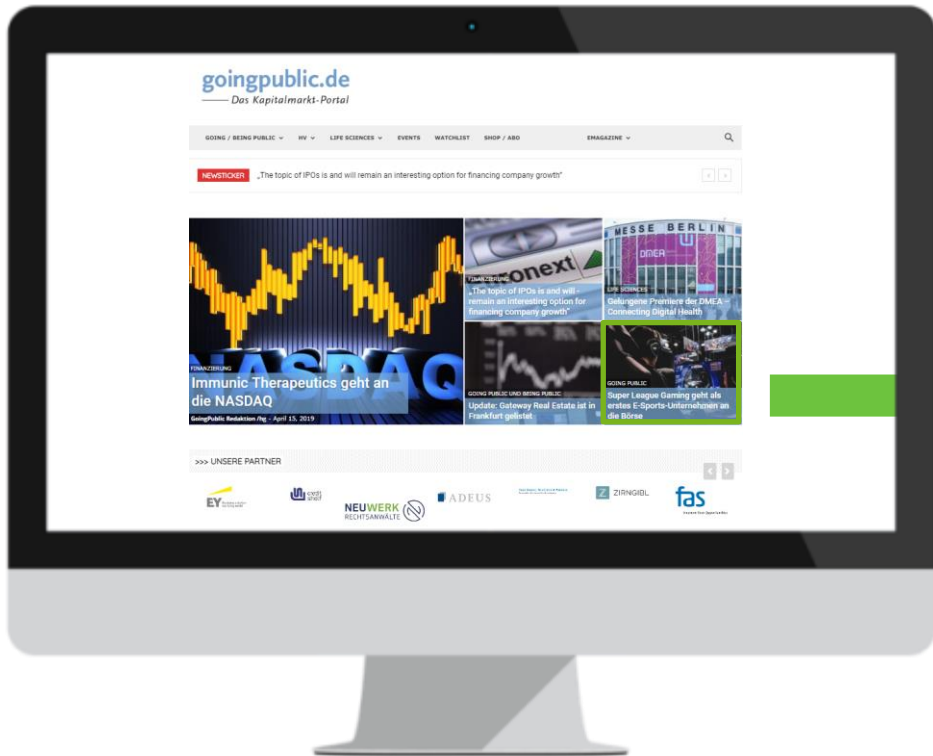 goingpublic.de
Das Kapitalmarkt-Portal
GOING / BEING PUBLIC HV LIFE SCIENCES EVENTS WATCHLIST SHOP / ABO EMAGAZINE
NEWSTICKER „The topic of IPOs is and will remain an interesting option for financing company growth“
NASDAQ
FINANZIERUNG
Immunic Therapeutics geht an
die NASDAQ
GoingPublic Redaktion /hg - April 15, 2019
onext
FINANZIERUNG
„The topic of IPOs is and will -
remain an interesting option for
financing company growth“
MESSE BERLIN
DMEA
LIFE SCIENCES
Gelungene Premiere der DMEA –
Connecting Digital Health
GOING PUBLIC UND BEING PUBLIC
Update: Gateway Real Estate ist in
Frankfurt gelistet
GOING PUBLIC
Super League Gaming geht als
erstes E-Sports-Unternehmen an
die Börse
>>> UNSERE PARTNER
EY
NEUWERK
RECHTSANWÄLTE
ADEUS
Z ZIRNGIBL
fas